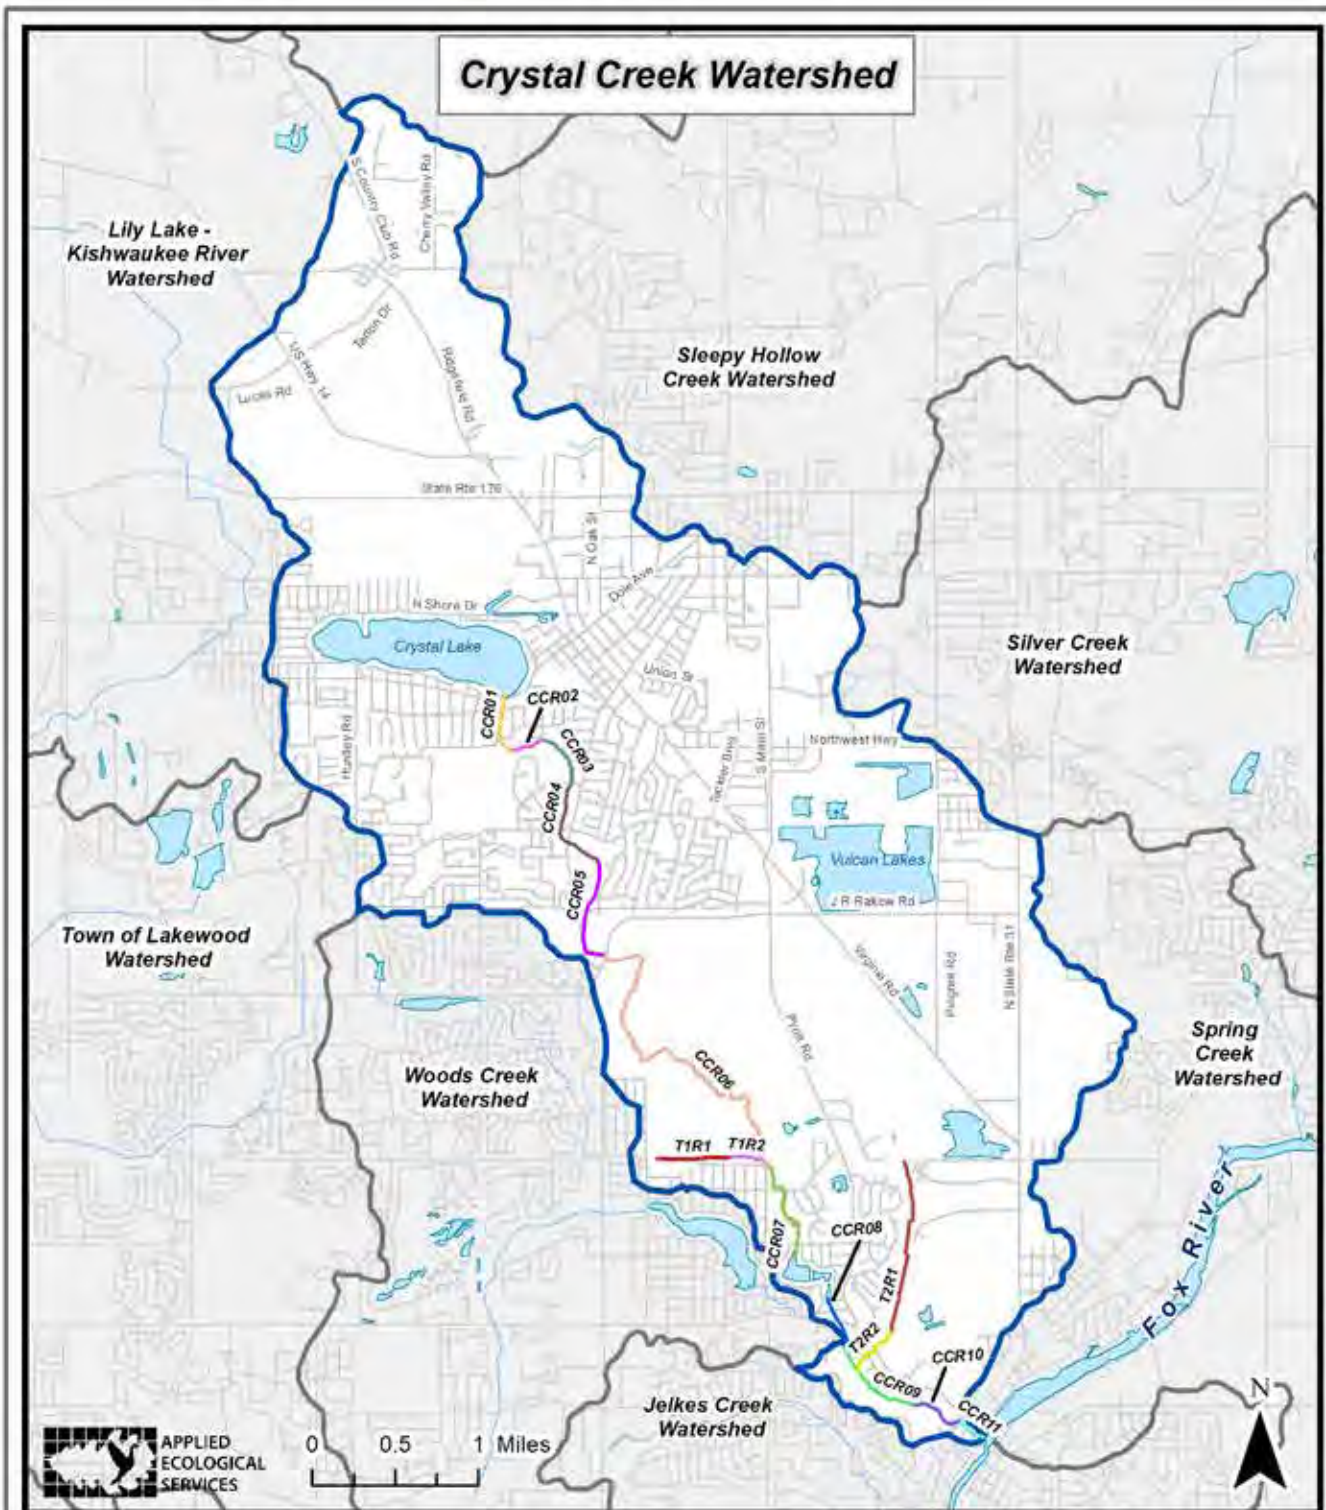 Crystal Creek Watershed
S Country Club Rd
Cherry Valley Rd
Lily Lake -
Kishwaukee River
Watershed
Teckler Blvd
US Hwy 14
Ridgefield Rd
Lucas Rd
Sleepy Hollow
Creek Watershed
State Rte 176
N Oak St
Dole Ave
N Shore Dr
Crystal Lake
Silver Creek
Watershed
Union St
CCR01
CCR02
Huntley Rd
CCR03
S Main St
Northwest Hwy
CCR04
Vulcan Lakes
CCR05
J R Rakow Rd
Town of Lakewood
Watershed
Virginia Rd
Pingree Rd
N State Rte 31
Pyott Rd
Spring
Creek
Watershed
Woods Creek
Watershed
CCR06
T1R1
T1R2
CCR07
CCR08
T2R1
Fox River
T2R2
CCR10
CCR09
CCR11
Jelkes Creek
Watershed
N
APPLIED
ECOLOGICAL
SERVICES
0 0.5 1 Miles